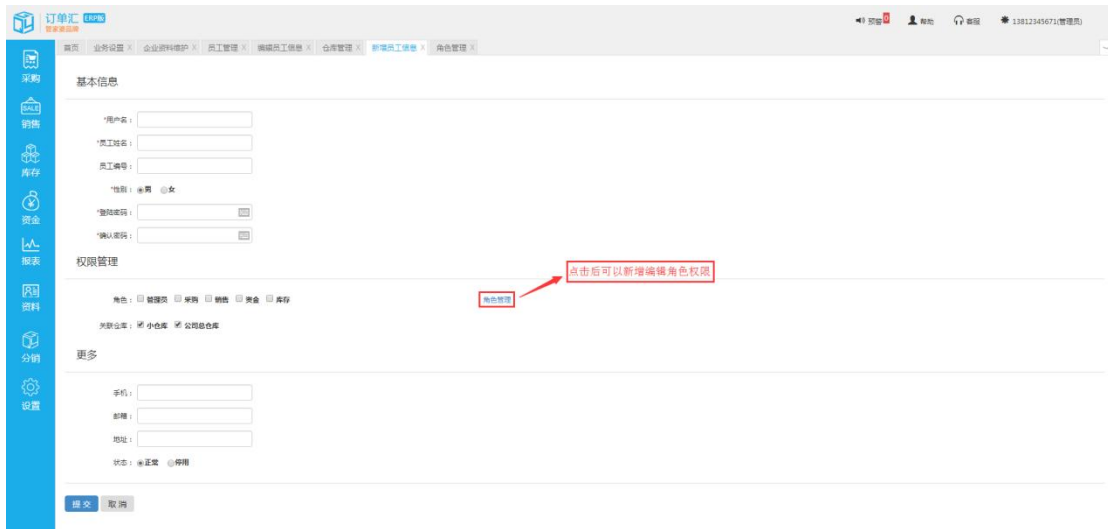 订单汇 ERP版
管家婆品牌
预警 0 帮助 客服 13812345671(管理员)
首页 业务设置 X 企业资料维护 X 员工管理 X 编辑员工信息 X 仓库管理 X 新增员工信息 X 角色管理 X
采购
SALE
销售
库存
资金
报表
资料
分销
设置
基本信息
*用户名：
*员工姓名：
员工编号：
*性别： 男 女
*登陆密码：
*确认密码：
权限管理
点击后可以新增编辑角色权限
角色： 管理员 采购 销售 资金 库存 角色管理
关联仓库： 小仓库 公司总仓库
更多
手机：
邮箱：
地址：
状态： 正常 停用
提交 取消